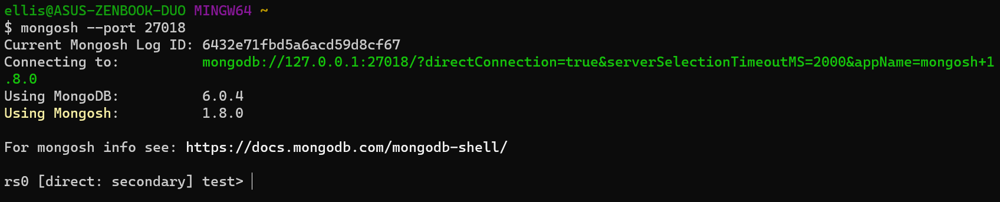 ellis@ASUS-ZENBOOK-DUO MINGW64 ~
$ mongosh --port 27018
Current Mongosh Log ID: 6432e71fbd5a6acd59d8cf67
Connecting to:          mongodb://127.0.0.1:27018/?directConnection=true&serverSelectionTimeoutMS=2000&appName=mongosh+1
.8.0
Using MongoDB:          6.0.4
Using Mongosh:          1.8.0
For mongosh info see: https://docs.mongodb.com/mongodb-shell/
rs0 [direct: secondary] test>